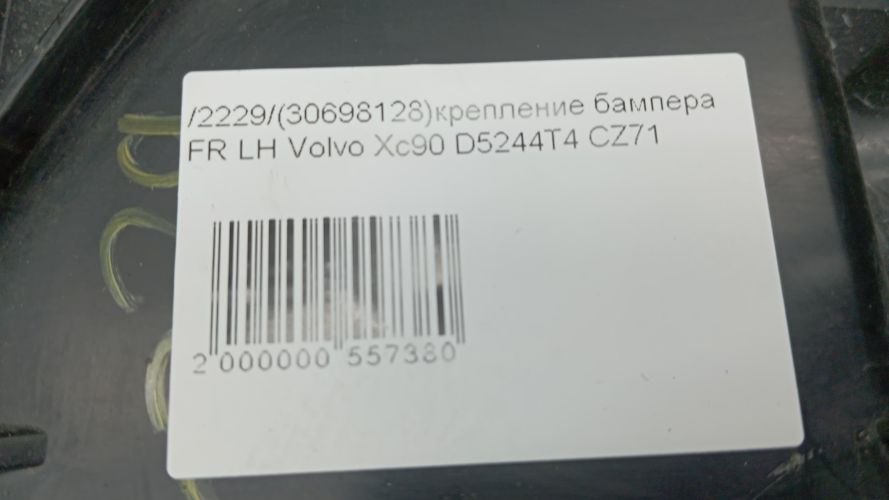 /2229/(30698128)крепление бампера
FR LH Volvo Xc90 D5244T4 CZ71
2 000000 557380